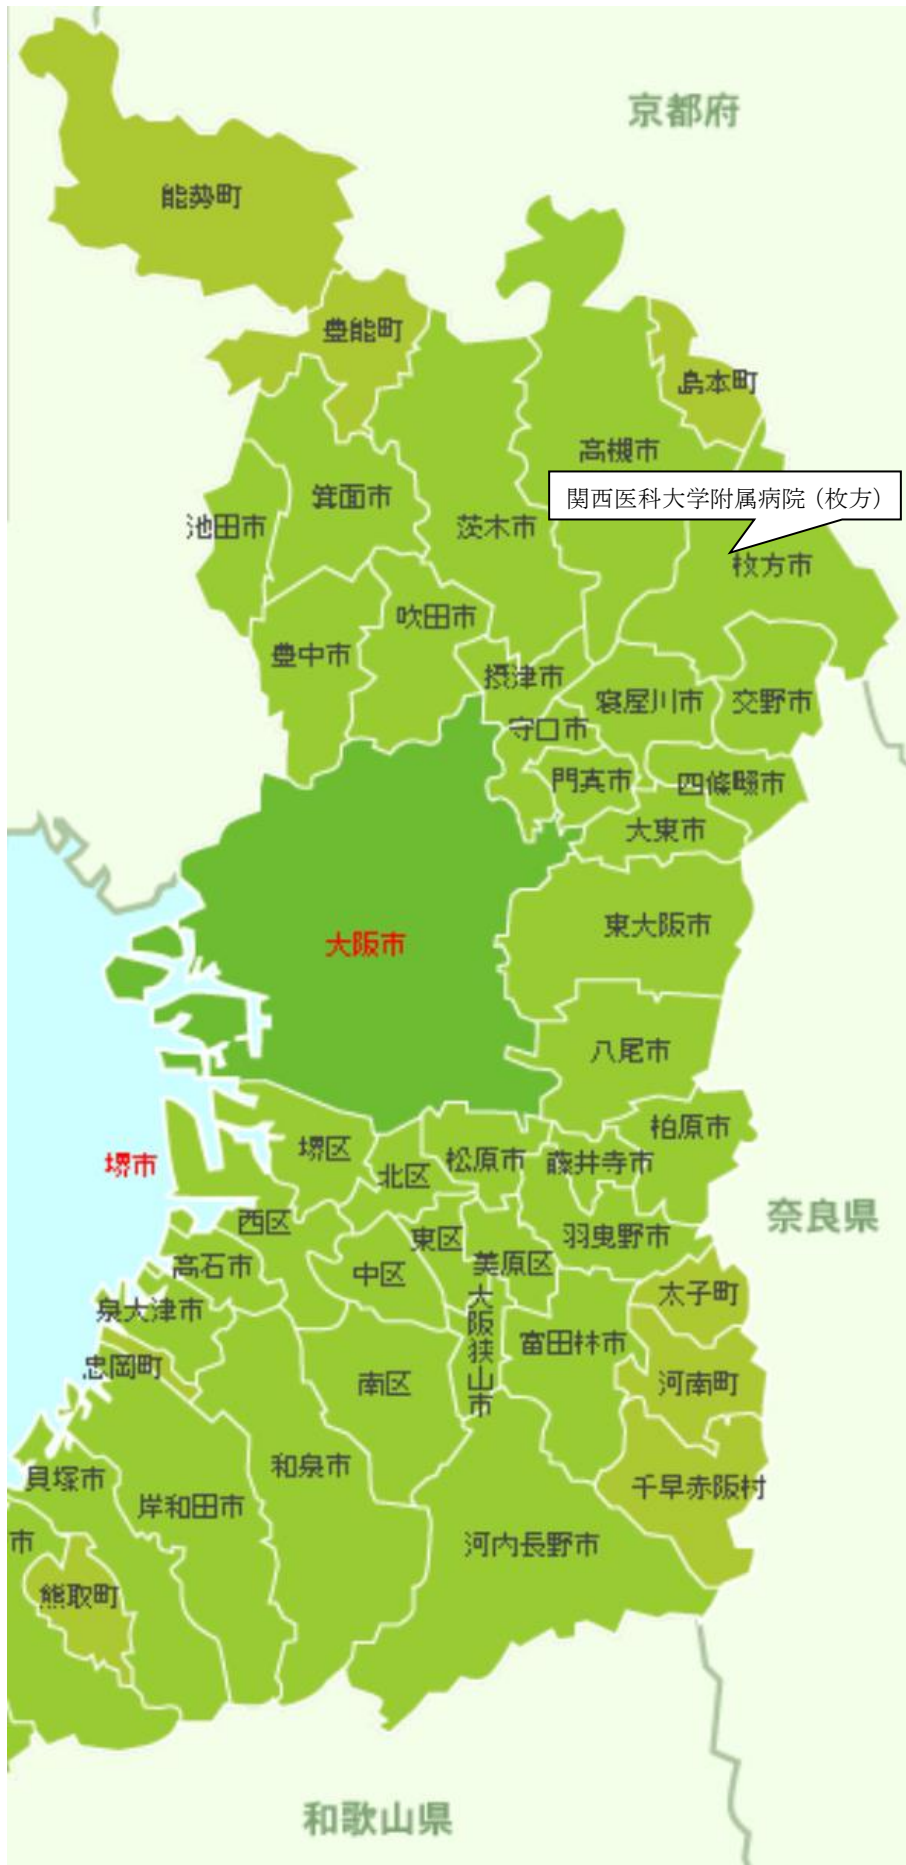 京都府
能勢町
豊能町
島本町
高槻市
関西医科大学附属病院（枚方）
箕面市
池田市
茨木市
枚方市
吹田市
豊中市
摂津市
寝屋川市
交野市
守口市
門真市
四條畷市
大東市
東大阪市
大阪市
八尾市
柏原市
堺区
松原市
藤井寺市
堺市
北区
奈良県
西区
東区
羽曳野市
高石市
中区
美原区
太子町
泉大津市
大阪狭山市
富田林市
忠岡町
南区
河南町
和泉市
貝塚市
千早赤阪村
岸和田市
市
河内長野市
熊取町
和歌山県